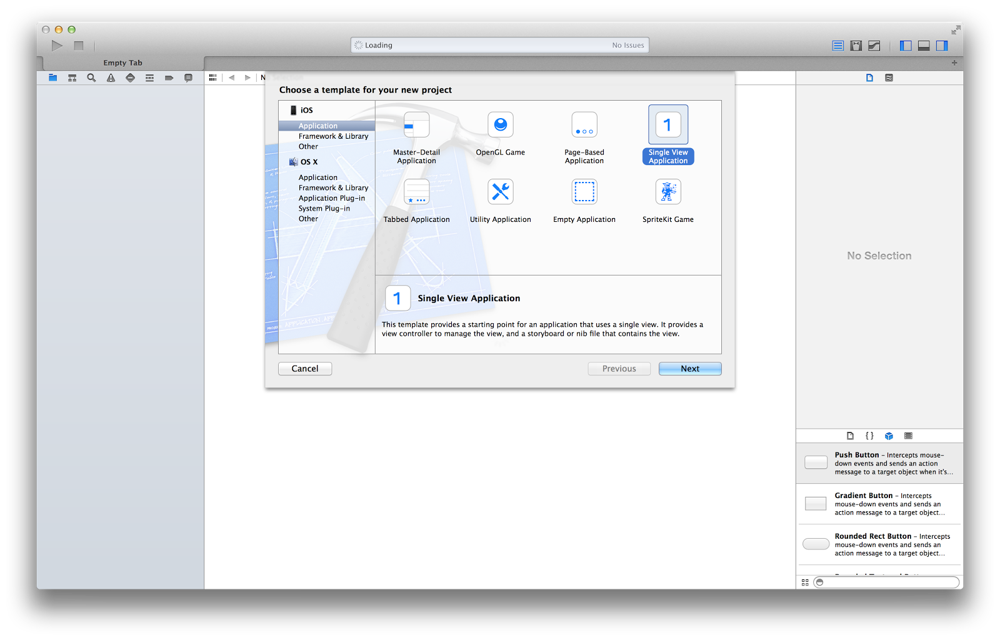 Loading
No Issues
Empty Tab
Choose a template for your new project
iOS
Application
Framework & Library
Other
OS X
Application
Framework & Library
Application Plug-in
System Plug-in
Other
Master-Detail
Application
OpenGL Game
Page-Based
Application
1
Single View
Application
Tabbed Application
Utility Application
Empty Application
SpriteKit Game
1
Single View Application
This template provides a starting point for an application that uses a single view. It provides a
view controller to manage the view, and a storyboard or nib file that contains the view.
Cancel
Previous
Next
No Selection
{ }
Push Button – Intercepts mouse-
down events and sends an action
message to a target object when it's...
Gradient Button – Intercepts
mouse-down events and sends an
action message to a target object...
Rounded Rect Button – Intercepts
mouse-down events and sends an
action message to a target object...